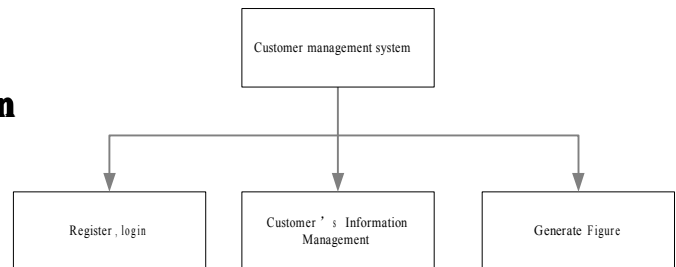 Customer management system
n
Register , login
Customer ’ s Information
Management
Generate Figure